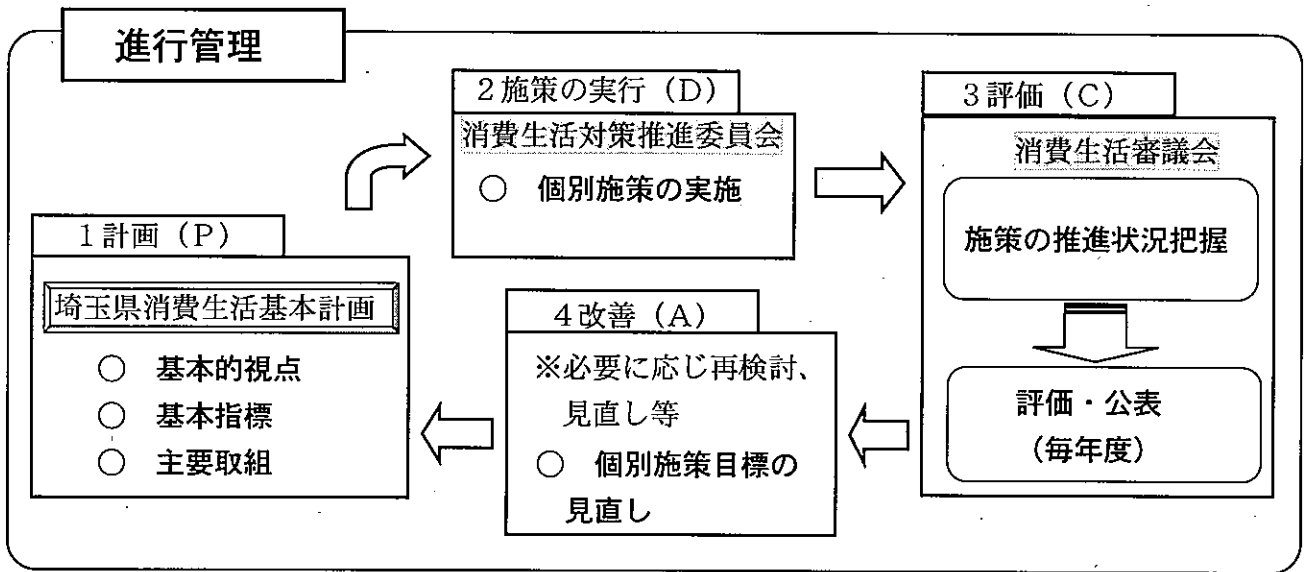 進行管理
1計画（P）
埼玉県消費生活基本計画
○ 基本的視点
○ 基本指標
○ 主要取組
2施策の実行（D）
消費生活対策推進委員会
○ 個別施策の実施
3評価（C）
消費生活審議会
施策の推進状況把握
評価・公表
（毎年度）
4改善（A）
※必要に応じ再検討、
見直し等
○ 個別施策目標の
見直し